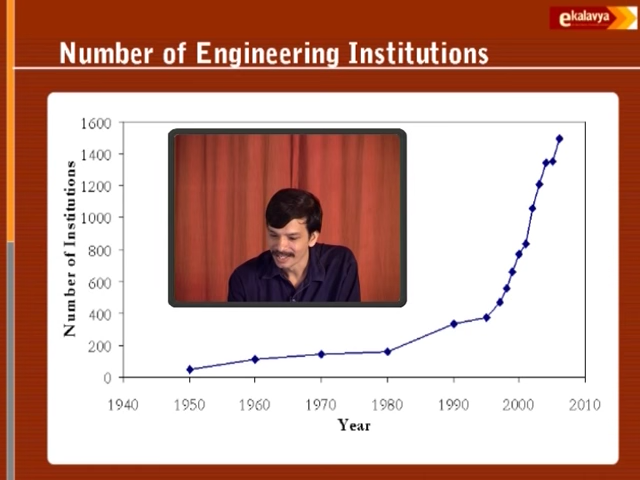 ekalavya
Number of Engineering Institutions
1600
1400
1200
1000
800
600
400
200
0
Number of Institutions
1940 1950 1960 1970 1980 1990 2000 2010
Year